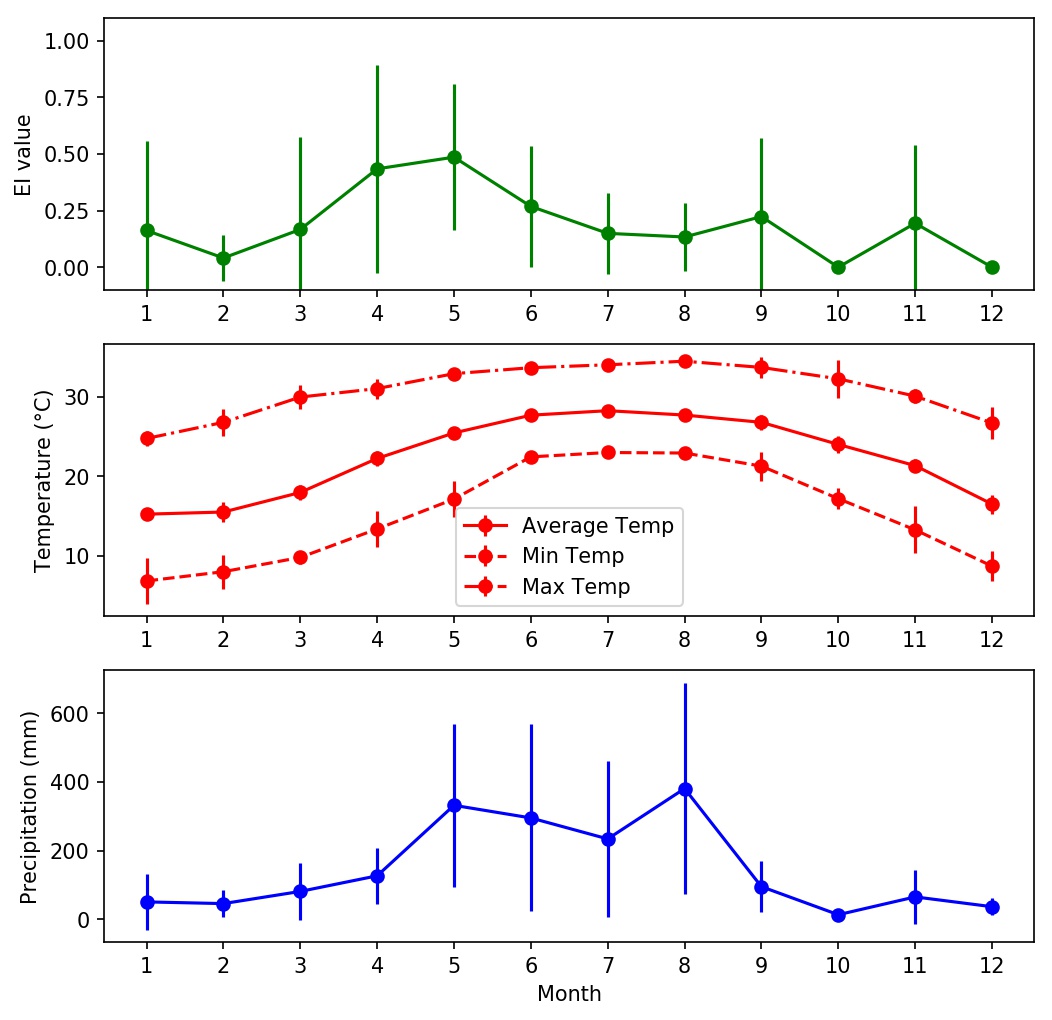 1.00
0.75
0.50
0.25
0.00
EI value
1 2 3 4 5 6 7 8 9 10 11 12
30
20
10
Temperature (°C)
Average Temp
Min Temp
Max Temp
1 2 3 4 5 6 7 8 9 10 11 12
600
400
200
0
Precipitation (mm)
1 2 3 4 5 6 7 8 9 10 11 12
Month